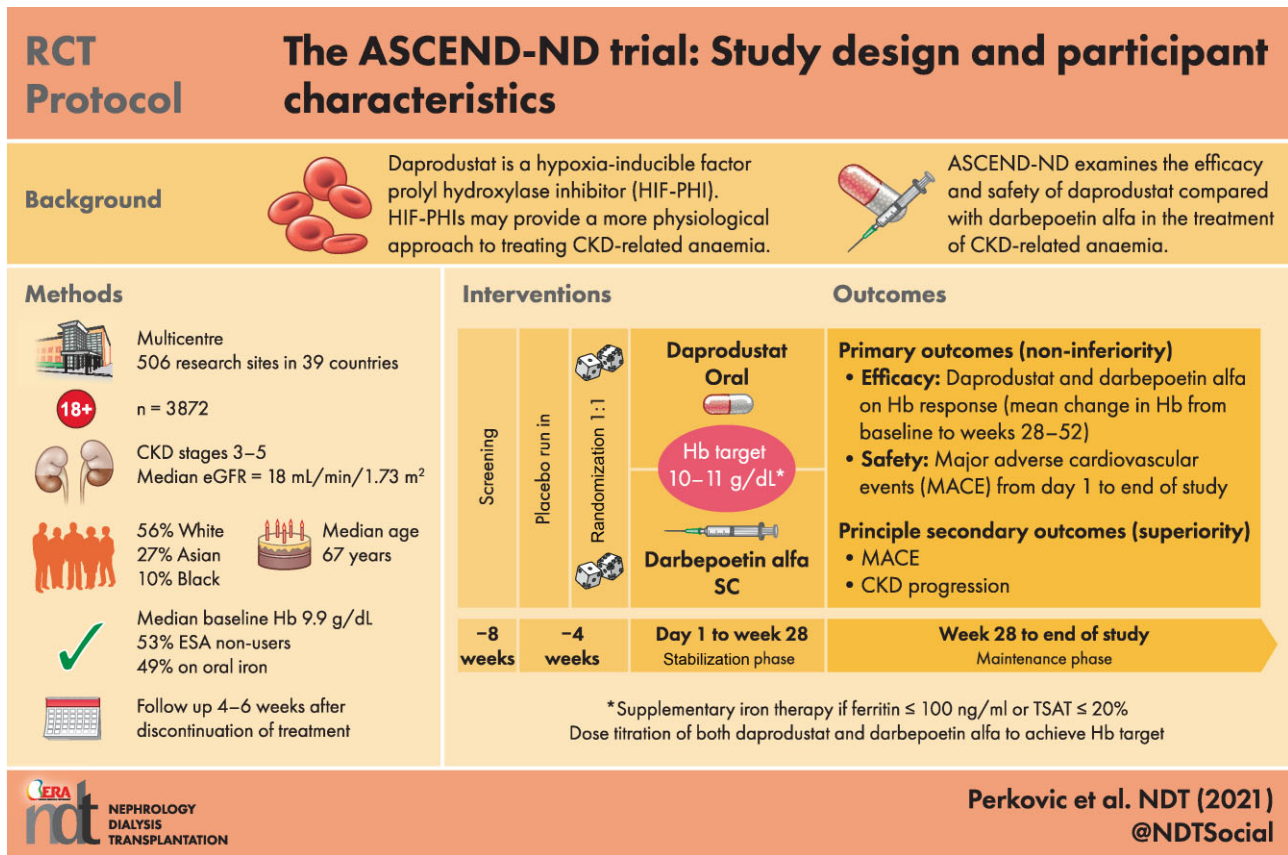 RCT
Protocol
The ASCEND-ND trial: Study design and participant
characteristics
Background
Daprodustat is a hypoxia-inducible factor
prolyl hydroxylase inhibitor (HIF-PHI).
HIF-PHIs may provide a more physiological
approach to treating CKD-related anaemia.
ASCEND-ND examines the efficacy
and safety of daprodustat compared
with darbepoetin alfa in the treatment
of CKD-related anaemia.
Methods
Multicentre
506 research sites in 39 countries
18+
n = 3872
CKD stages 3–5
Median eGFR = 18 mL/min/1.73 m²
56% White
27% Asian
10% Black
Median age
67 years
Median baseline Hb 9.9 g/dL
53% ESA non-users
49% on oral iron
Follow up 4–6 weeks after
discontinuation of treatment
Interventions
Screening
Placebo run in
Randomization 1:1
Daprodustat
Oral
Hb target
10–11 g/dL*
Darbepoetin alfa
SC
Outcomes
Primary outcomes (non-inferiority)
• Efficacy: Daprodustat and darbepoetin alfa
on Hb response (mean change in Hb from
baseline to weeks 28–52)
• Safety: Major adverse cardiovascular
events (MACE) from day 1 to end of study
Principle secondary outcomes (superiority)
• MACE
• CKD progression
–8
weeks
–4
weeks
Day 1 to week 28
Stabilization phase
Week 28 to end of study
Maintenance phase
*Supplementary iron therapy if ferritin ≤ 100 ng/ml or TSAT ≤ 20%
Dose titration of both daprodustat and darbepoetin alfa to achieve Hb target
ERA
ndt
NEPHROLOGY
DIALYSIS
TRANSPLANTATION
Perkovic et al. NDT (2021)
@NDTSocial